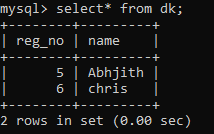 mysql> select* from dk;
+--------+----------+
| reg_no | name     |
+--------+----------+
|      5 | Abhjith  |
|      6 | chris    |
+--------+----------+
2 rows in set (0.00 sec)